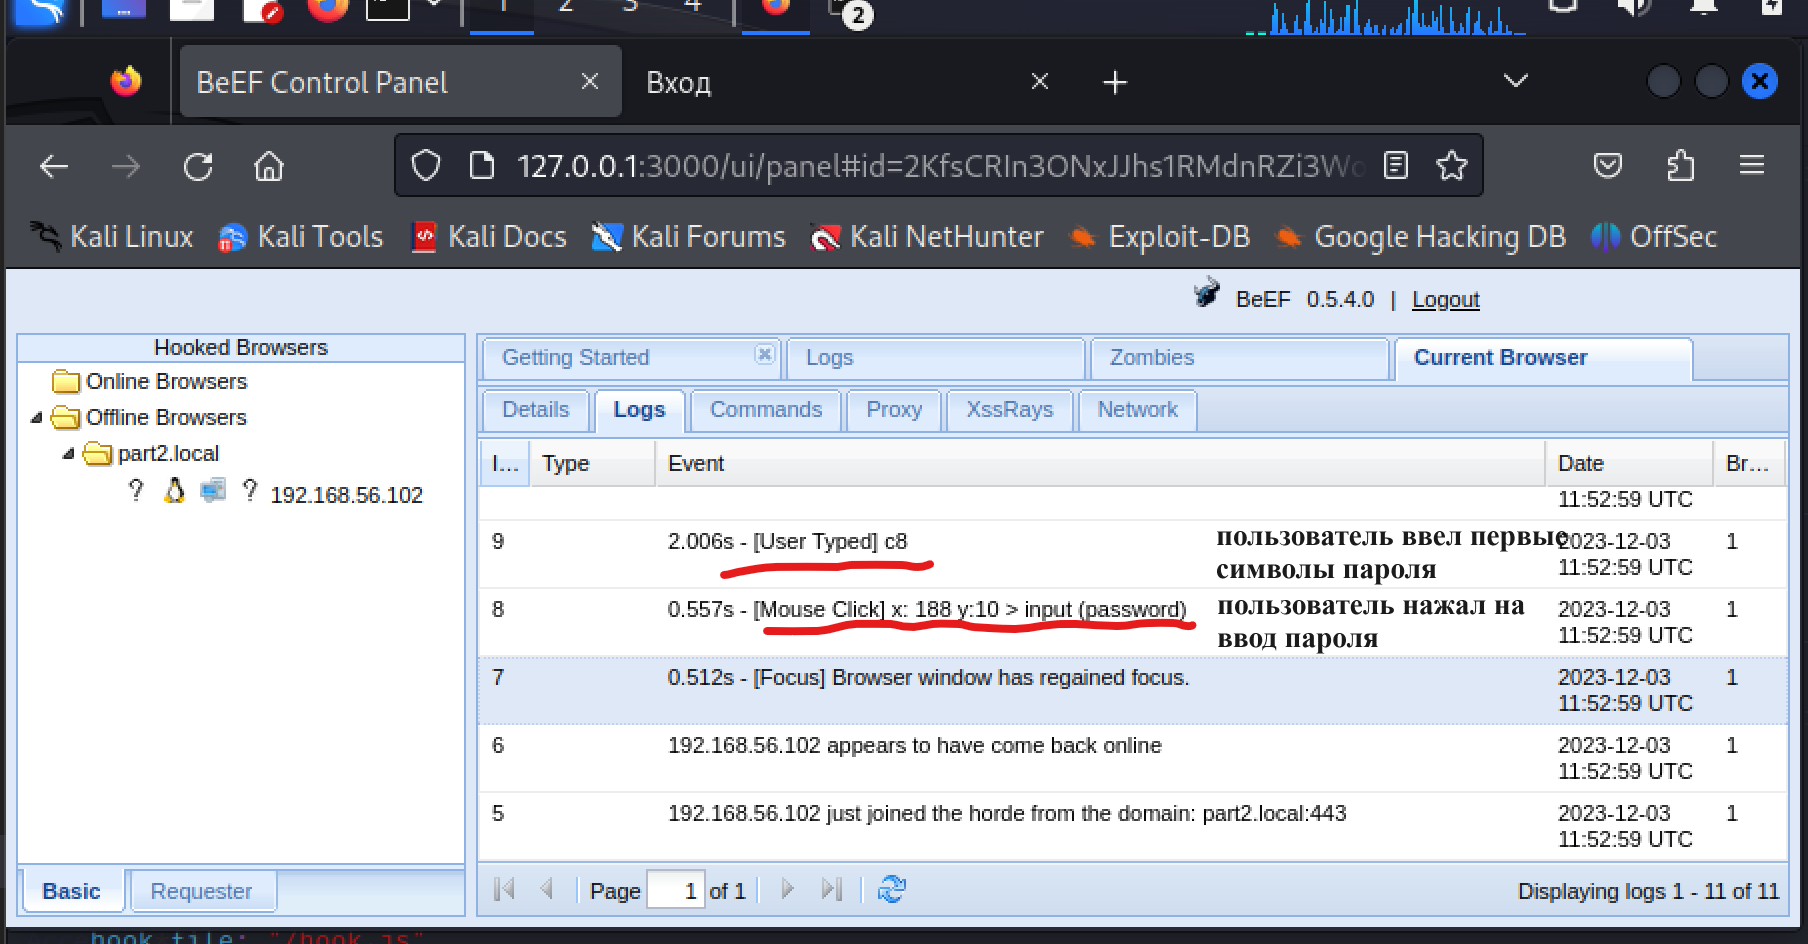 1 2 3 4 2
BeEF Control Panel Вход
127.0.0.1:3000/ui/panel#id=2KfsCRIn3ONxJJhs1RMdnRZi3Wo
Kali Linux Kali Tools Kali Docs Kali Forums Kali NetHunter Exploit-DB Google Hacking DB OffSec
BeEF 0.5.4.0 | Logout
Hooked Browsers
Online Browsers
Offline Browsers
part2.local
? ? 192.168.56.102
Basic Requester
Getting Started Logs Zombies Current Browser
Details Logs Commands Proxy XssRays Network
I... Type Event Date Br...
11:52:59 UTC
9 2.006s - [User Typed] c8 2023-12-03 1
11:52:59 UTC
пользователь ввел первые
символы пароля
8 0.557s - [Mouse Click] x: 188 y:10 > input (password) 2023-12-03 1
11:52:59 UTC
пользователь нажал на
ввод пароля
7 0.512s - [Focus] Browser window has regained focus. 2023-12-03 1
11:52:59 UTC
6 192.168.56.102 appears to have come back online 2023-12-03 1
11:52:59 UTC
5 192.168.56.102 just joined the horde from the domain: part2.local:443 2023-12-03 1
11:52:59 UTC
Page 1 of 1 Displaying logs 1 - 11 of 11
hook_file: "/hook.js"